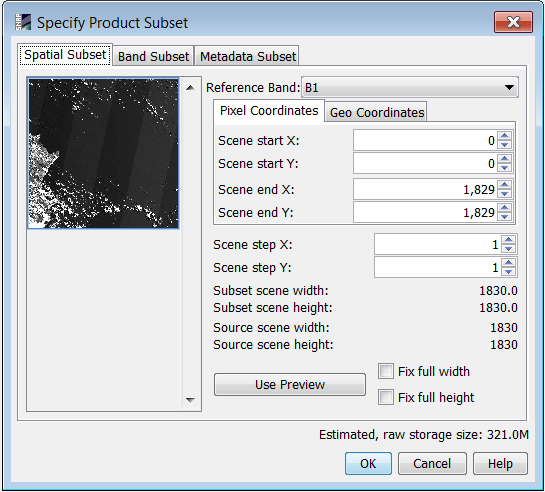 Specify Product Subset
Spatial Subset Band Subset Metadata Subset
Reference Band: B1
Pixel Coordinates Geo Coordinates
Scene start X: 0
Scene start Y: 0
Scene end X: 1,829
Scene end Y: 1,829
Scene step X: 1
Scene step Y: 1
Subset scene width: 1830.0
Subset scene height: 1830.0
Source scene width: 1830
Source scene height: 1830
Use Preview
Fix full width
Fix full height
Estimated, raw storage size: 321.0M
OK Cancel Help